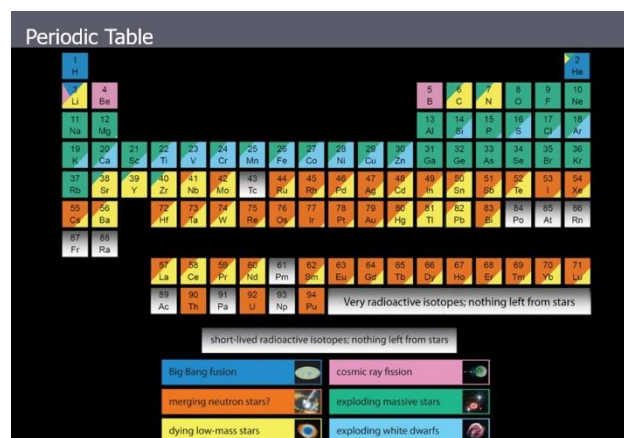 Periodic Table
1 2
H He
3 4 5 6 7 8 9 10
Li Be B C N O F Ne
11 12 13 14 15 16 17 18
Na Mg Al Si P S Cl Ar
19 20 21 22 23 24 25 26 27 28 29 30 31 32 33 34 35 36
K Ca Sc Ti V Cr Mn Fe Co Ni Cu Zn Ga Ge As Se Br Kr
37 38 39 40 41 42 43 44 45 46 47 48 49 50 51 52 53 54
Rb Sr Y Zr Nb Mo Tc Ru Rh Pd Ag Cd In Sn Sb Te I Xe
55 56 72 73 74 75 76 77 78 79 80 81 82 83 84 85 86
Cs Ba Hf Ta W Re Os Ir Pt Au Hg Tl Pb Bi Po At Rn
87 88
Fr Ra
57 58 59 60 61 62 63 64 65 66 67 68 69 70 71
La Ce Pr Nd Pm Sm Eu Gd Tb Dy Ho Er Tm Yb Lu
89 90 91 92 93 94 Very radioactive isotopes; nothing left from stars
Ac Th Pa U Np Pu
short-lived radioactive isotopes; nothing left from stars
Big Bang fusion cosmic ray fission
merging neutron stars? exploding massive stars
dying low-mass stars exploding white dwarfs